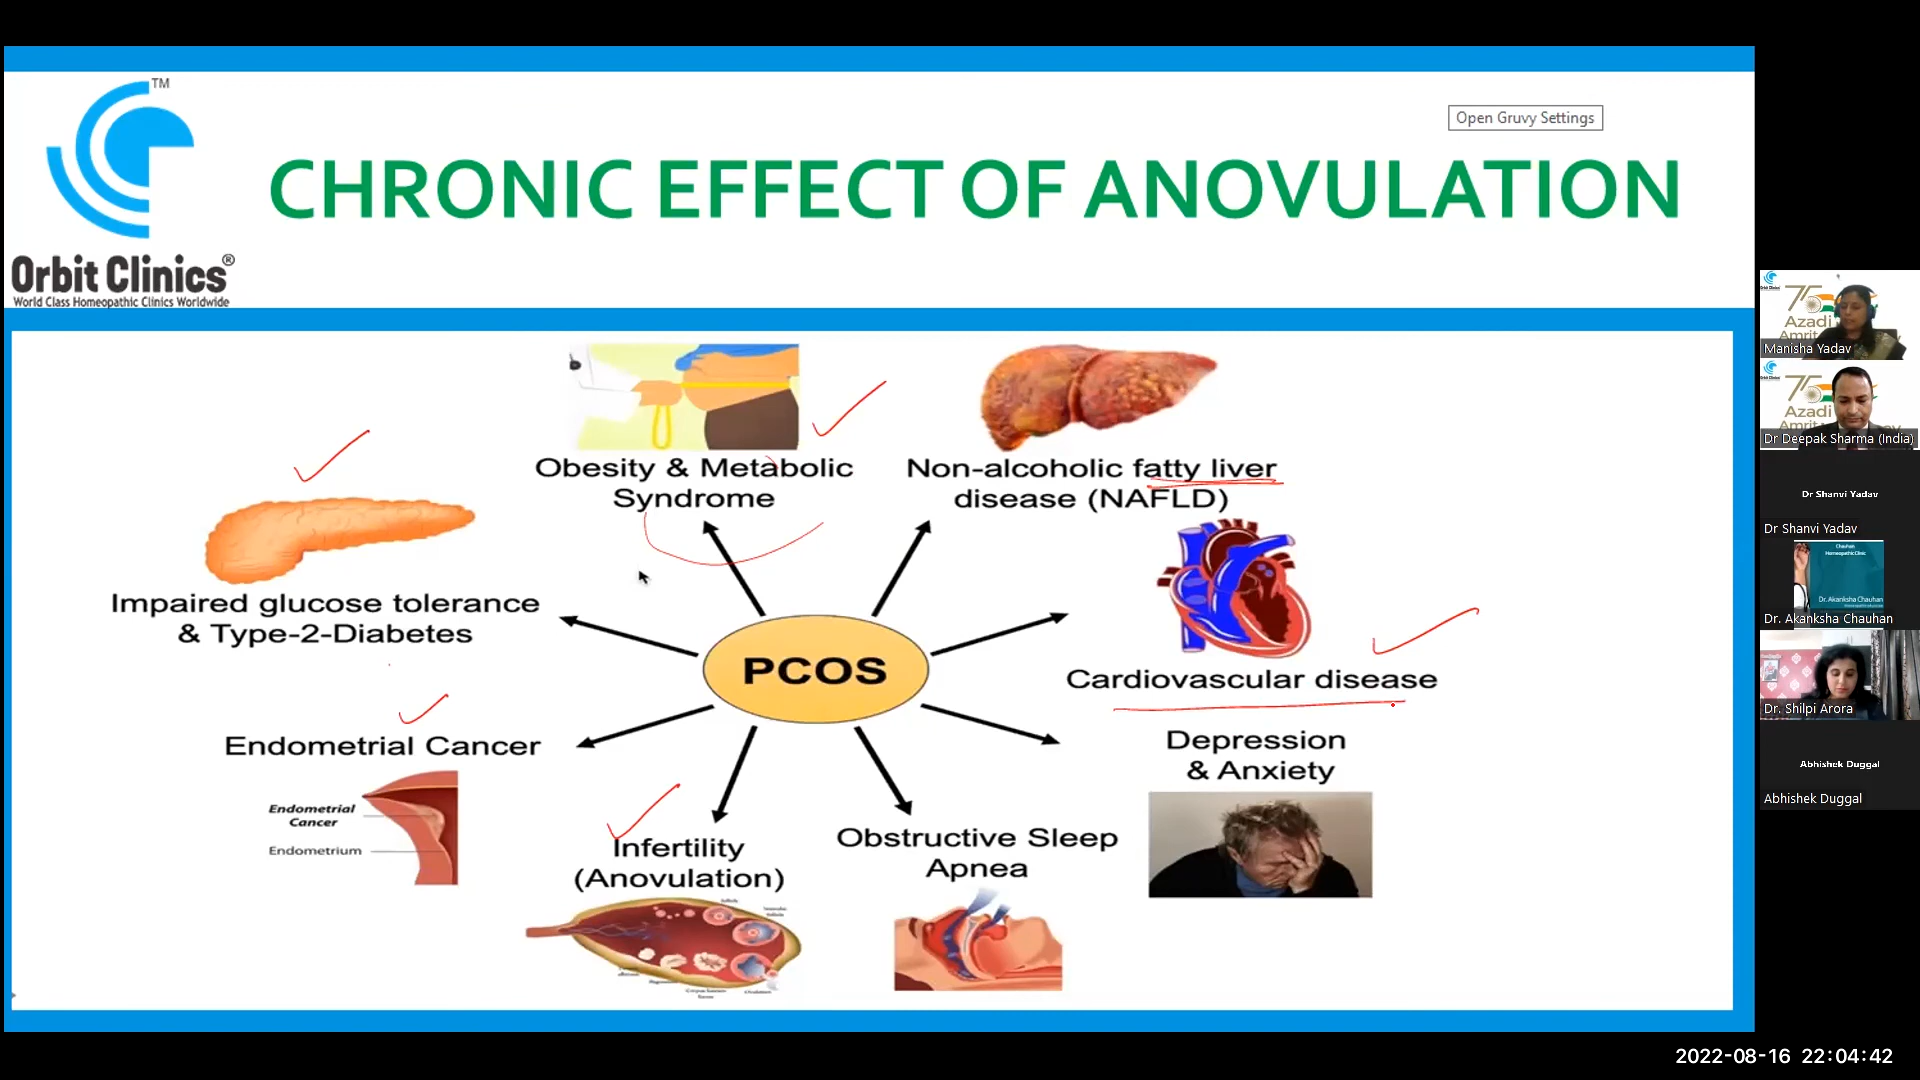 TM
Open Gruvy Settings
CHRONIC EFFECT OF ANOVULATION
Orbit Clinics®
World Class Homeopathic Clinics Worldwide
Obesity & Metabolic
Syndrome
Non-alcoholic fatty liver
disease (NAFLD)
Impaired glucose tolerance
& Type-2-Diabetes
PCOS
Cardiovascular disease
Endometrial Cancer
Depression
& Anxiety
Endometrial
Cancer
Endometrium
Infertility
(Anovulation)
Obstructive Sleep
Apnea
Azadi
Amrit
Manisha Yadav
Azadi
Dr Deepak Sharma (India)
Dr Shanvi Yadav
Dr Shanvi Yadav
Chauhan
Homeopathic Clinic
Dr. Akanksha Chauhan
Dr. Akanksha Chauhan
Dr. Shilpi Arora
Abhishek Duggal
Abhishek Duggal
2022-08-16 22:04:42